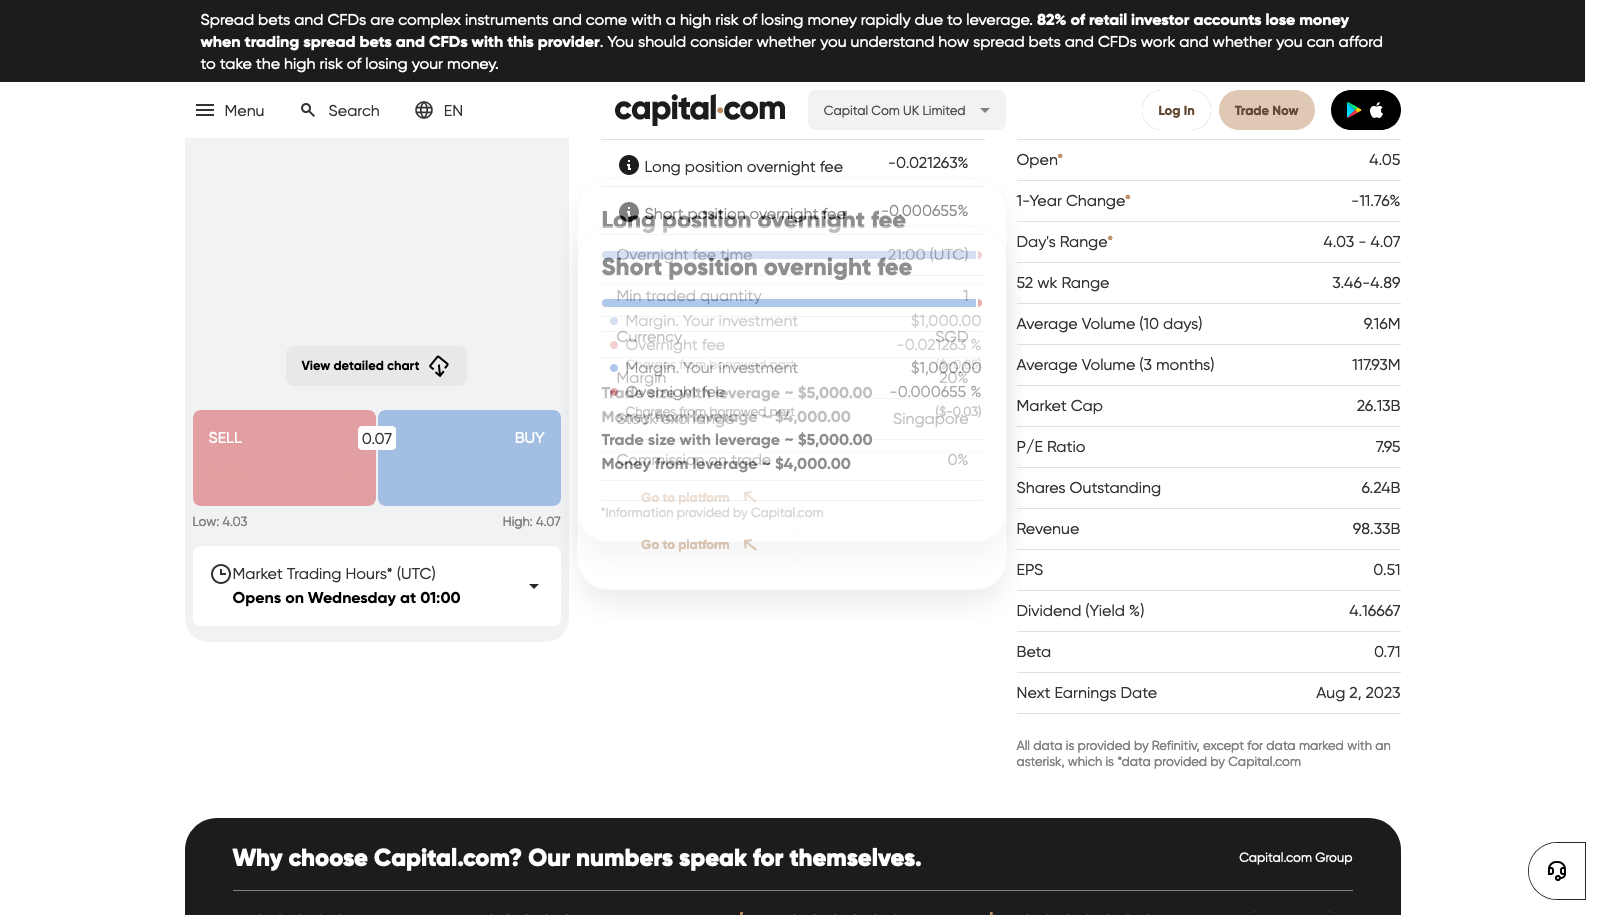 Spread bets and CFDs are complex instruments and come with a high risk of losing money rapidly due to leverage. 82% of retail investor accounts lose money
when trading spread bets and CFDs with this provider. You should consider whether you understand how spread bets and CFDs work and whether you can afford
to take the high risk of losing your money.
Menu Search EN
capital.com
Capital Com UK Limited
Log In Trade Now
View detailed chart
SELL 0.07 BUY
Low: 4.03 High: 4.07
Market Trading Hours* (UTC)
Opens on Wednesday at 01:00
Long position overnight fee -0.021263%
Short position overnight fee -0.000655%
Long position overnight fee
Overnight fee time 21:00 (UTC)
Short position overnight fee
Min traded quantity 1
Margin. Your investment $1,000.00
Currency SGD
Overnight fee -0.021263 %
Charges from borrowed part
Margin. Your investment $1,000.00
Margin 20%
Trade size with leverage ~ $5,000.00
Overnight fee -0.000655 %
Charges from borrowed part ($-0.03)
Money from leverage ~ $4,000.00
Stock exchange Singapore
Trade size with leverage ~ $5,000.00
Commission on trade 0%
Money from leverage ~ $4,000.00
Go to platform
*Information provided by Capital.com
Go to platform
Open* 4.05
1-Year Change* -11.76%
Day's Range* 4.03 - 4.07
52 wk Range 3.46-4.89
Average Volume (10 days) 9.16M
Average Volume (3 months) 117.93M
Market Cap 26.13B
P/E Ratio 7.95
Shares Outstanding 6.24B
Revenue 98.33B
EPS 0.51
Dividend (Yield %) 4.16667
Beta 0.71
Next Earnings Date Aug 2, 2023
All data is provided by Refinitiv, except for data marked with an
asterisk, which is *data provided by Capital.com
Why choose Capital.com? Our numbers speak for themselves.
Capital.com Group